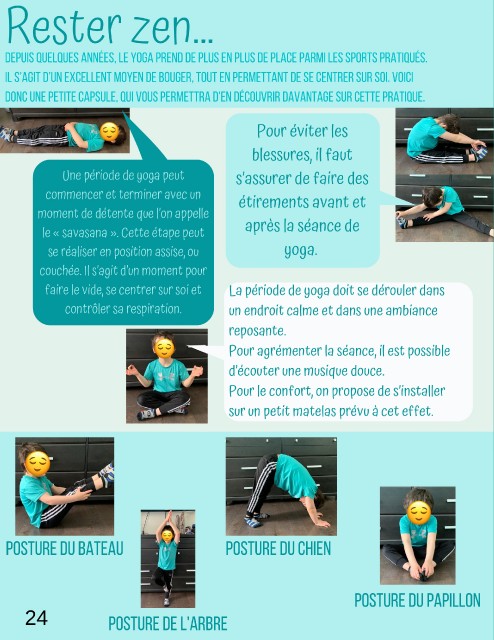 Rester zen...
DEPUIS QUELQUES ANNÉES, LE YOGA PREND DE PLUS EN PLUS DE PLACE PARMI LES SPORTS PRATIQUÉS.
IL S'AGIT D'UN EXCELLENT MOYEN DE BOUGER, TOUT EN PERMETTANT DE SE CENTRER SUR SOI. VOICI
DONC UNE PETITE CAPSULE, QUI VOUS PERMETTRA D'EN DÉCOUVRIR DAVANTAGE SUR CETTE PRATIQUE.
Une période de yoga peut
commencer et terminer avec un
moment de détente que l'on appelle
le « savasana ». Cette étape peut
se réaliser en position assise, ou
couchée. Il s'agit d'un moment pour
faire le vide, se centrer sur soi et
contrôler sa respiration.
Pour éviter les
blessures, il faut
s'assurer de faire des
étirements avant et
après la séance de
yoga.
La période de yoga doit se dérouler dans
un endroit calme et dans une ambiance
reposante.
Pour agrémenter la séance, il est possible
d'écouter une musique douce.
Pour le confort, on propose de s'installer
sur un petit matelas prévu à cet effet.
POSTURE DU BATEAU
POSTURE DE L'ARBRE
POSTURE DU CHIEN
POSTURE DU PAPILLON
24